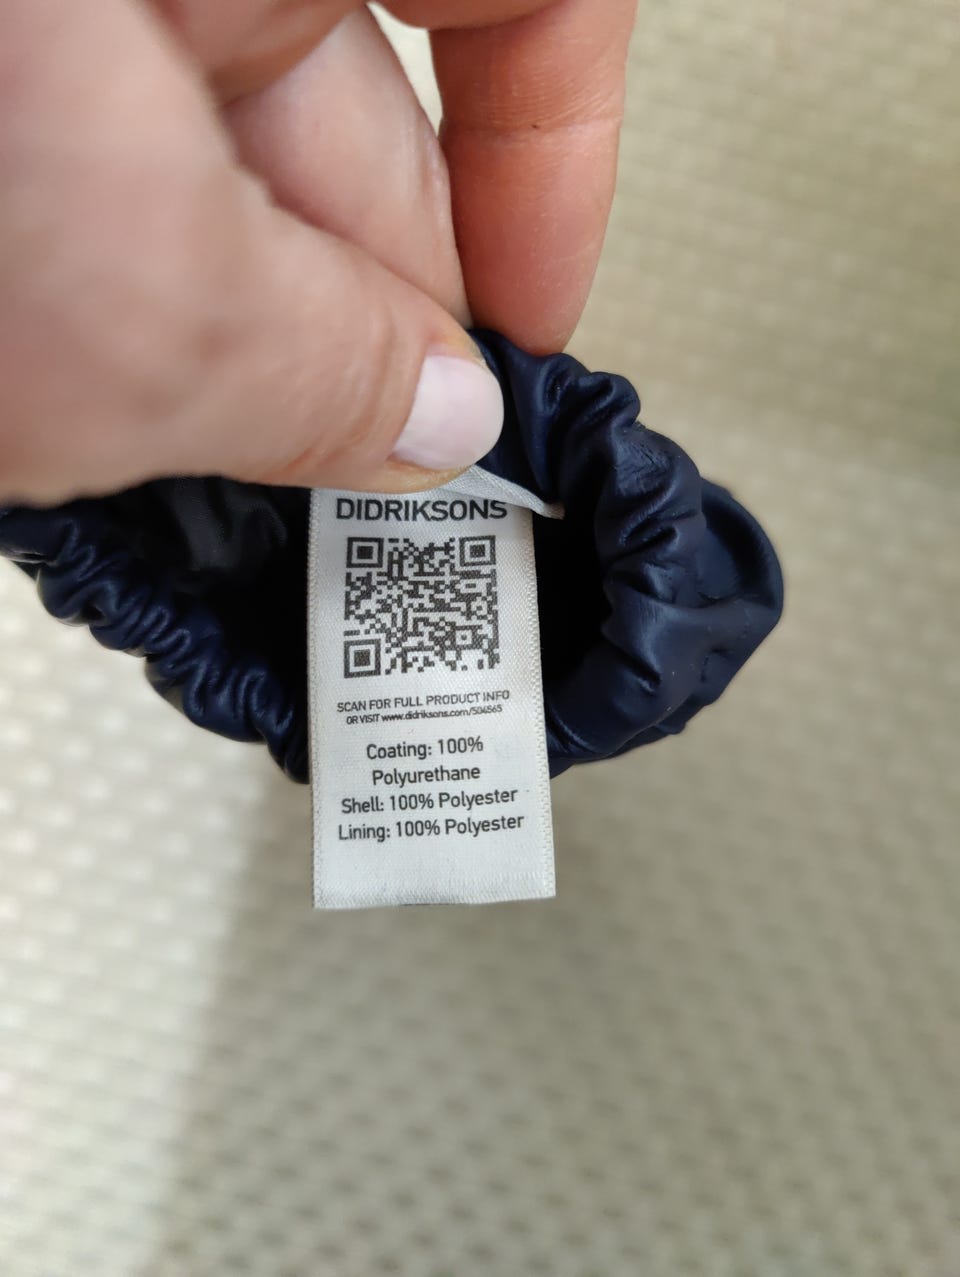 DIDRIKSONS
SCAN FOR FULL PRODUCT INFO
OR VISIT www.didriksons.com/504565
Coating: 100%
Polyurethane
Shell: 100% Polyester
Lining: 100% Polyester